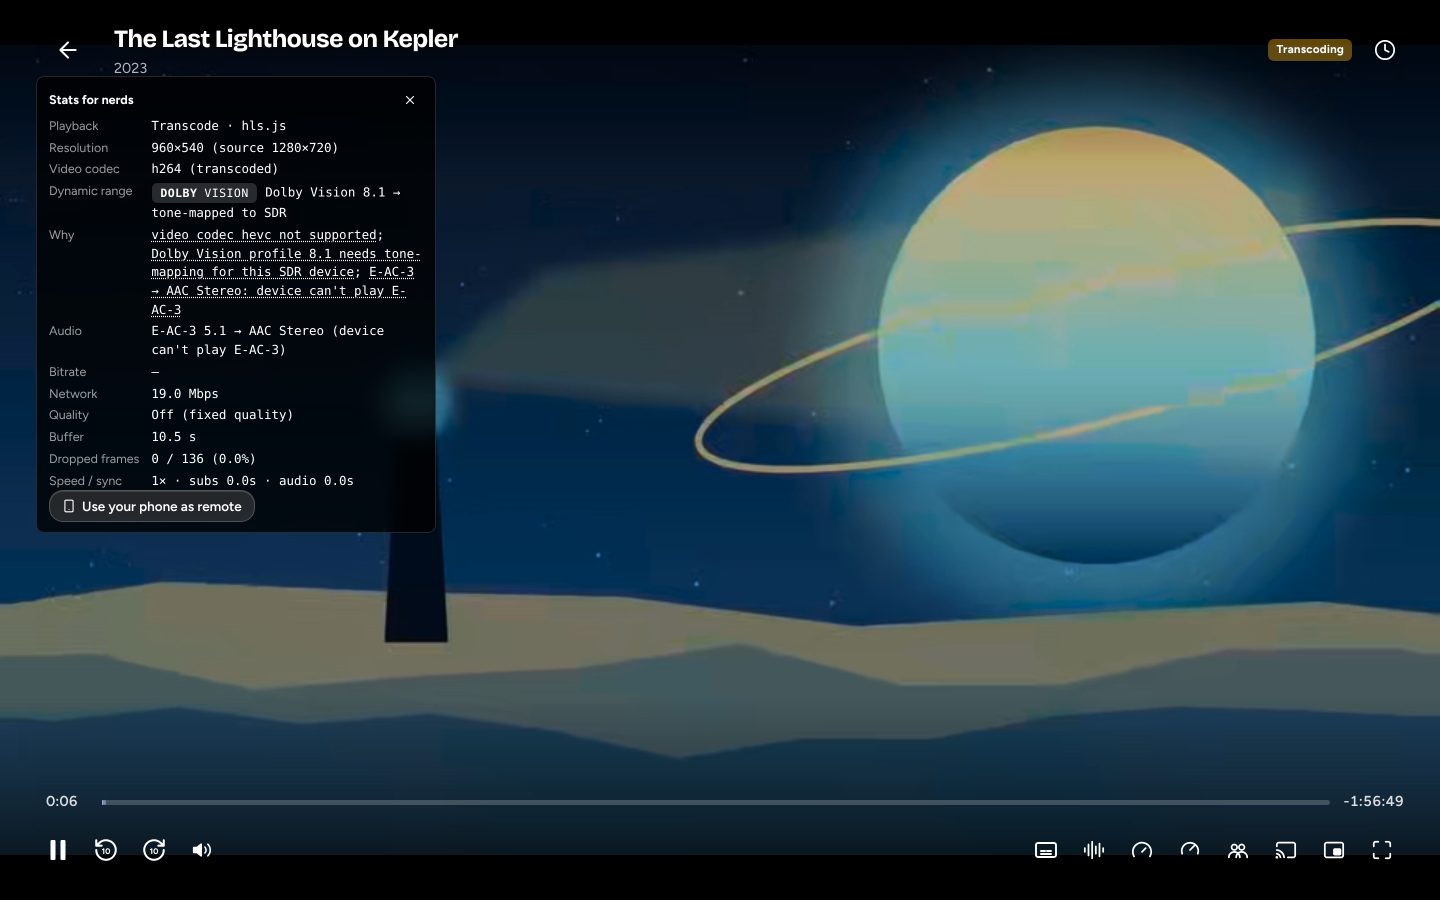 The Last Lighthouse on Kepler
2023
Transcoding
Stats for nerds
Playback Transcode · hls.js
Resolution 960×540 (source 1280×720)
Video codec h264 (transcoded)
Dynamic range DOLBY VISION Dolby Vision 8.1 →
tone-mapped to SDR
Why video codec hevc not supported;
Dolby Vision profile 8.1 needs tone-
mapping for this SDR device; E-AC-3
→ AAC Stereo: device can't play E-
AC-3
Audio E-AC-3 5.1 → AAC Stereo (device
can't play E-AC-3)
Bitrate —
Network 19.0 Mbps
Quality Off (fixed quality)
Buffer 10.5 s
Dropped frames 0 / 136 (0.0%)
Speed / sync 1× · subs 0.0s · audio 0.0s
Use your phone as remote
0:06 -1:56:49
10 10